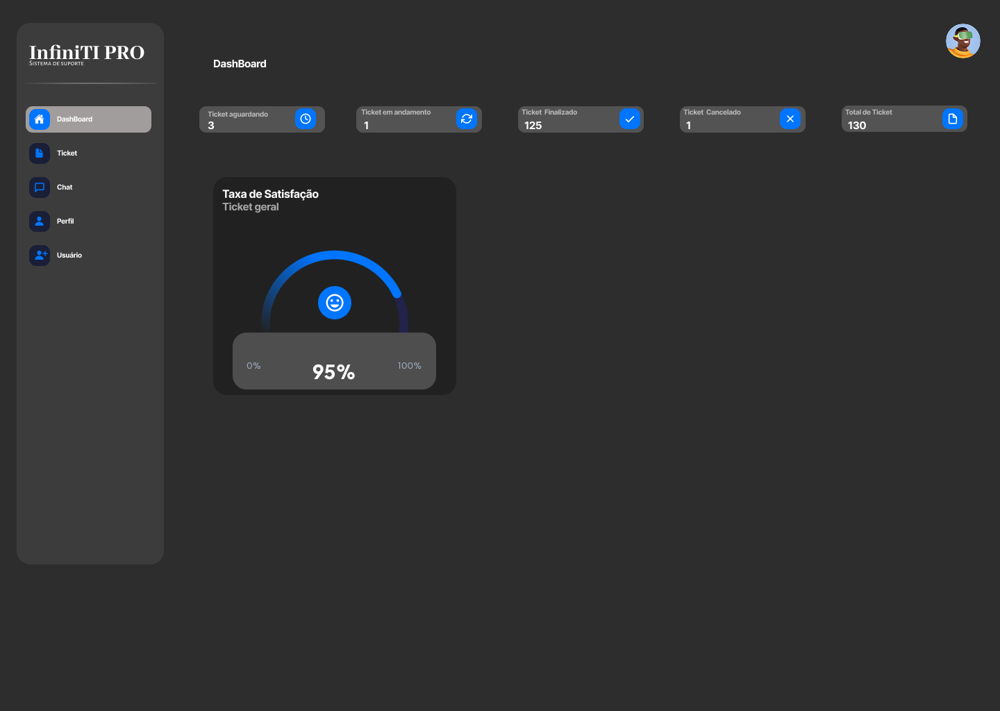 InfiniTI PRO
SISTEMA DE SUPORTE
DashBoard
Ticket
Chat
Perfil
Usuário
DashBoard
Ticket aguardando
3
Ticket em andamento
1
Ticket Finalizado
125
Ticket Cancelado
1
Total de Ticket
130
Taxa de Satisfação
Ticket geral
0%
95%
100%